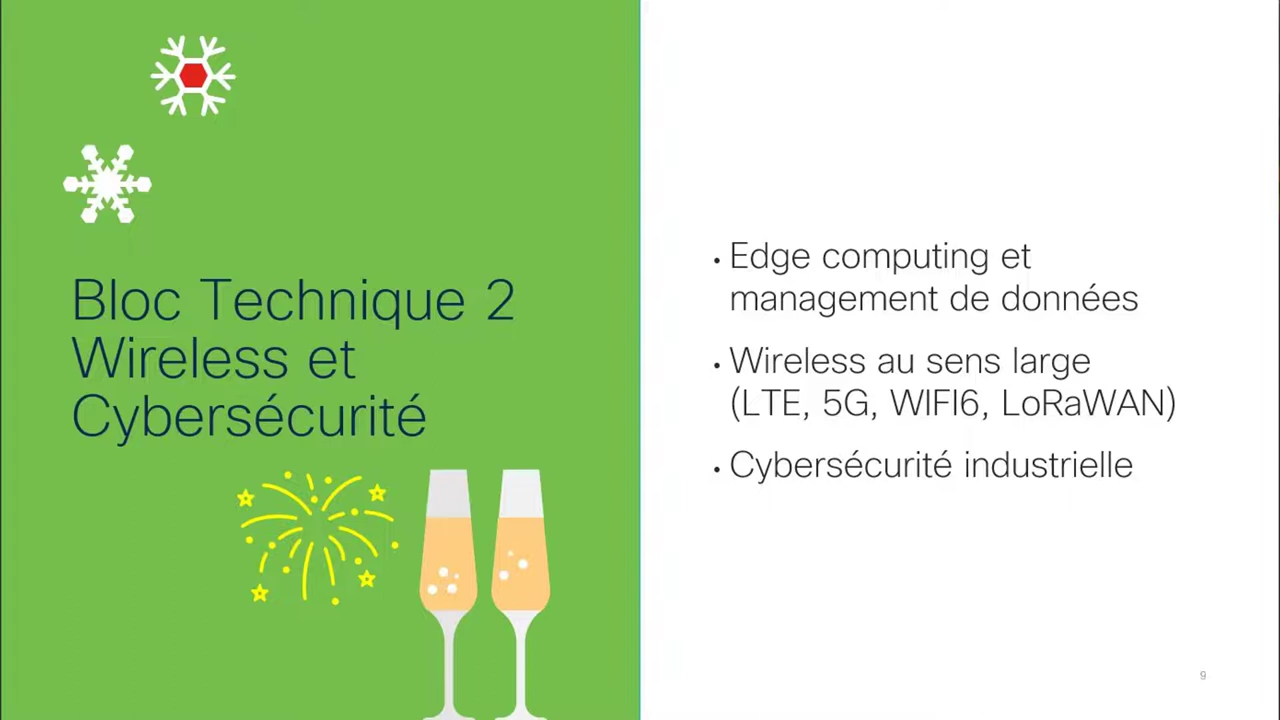 Bloc Technique 2
Wireless et
Cybersécurité
• Edge computing et
management de données
• Wireless au sens large
(LTE, 5G, WIFI6, LoRaWAN)
• Cybersécurité industrielle
9